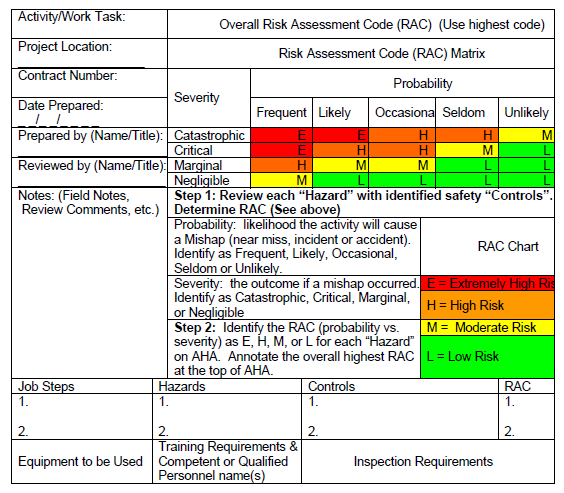 Activity/Work Task:
Overall Risk Assessment Code (RAC) (Use highest code)
Project Location:
Risk Assessment Code (RAC) Matrix
Contract Number:
Severity
Probability
Date Prepared:
/ /
Frequent Likely Occasiona Seldom Unlikely
Prepared by (Name/Title):
Catastrophic E E H H M
Critical E H H M L
Reviewed by (Name/Title):
Marginal H M M L L
Negligible M L L L L
Notes: (Field Notes,
Review Comments, etc.)
Step 1: Review each “Hazard” with identified safety “Controls”.
Determine RAC (See above)
Probability: likelihood the activity will cause
a Mishap (near miss, incident or accident).
Identify as Frequent, Likely, Occasional,
Seldom or Unlikely.
RAC Chart
Severity: the outcome if a mishap occurred.
Identify as Catastrophic, Critical, Marginal,
or Negligible
E = Extremely High Ris
H = High Risk
Step 2: Identify the RAC (probability vs.
severity) as E, H, M, or L for each “Hazard”
on AHA. Annotate the overall highest RAC
at the top of AHA.
M = Moderate Risk
L = Low Risk
Job Steps Hazards Controls RAC
1. 1. 1. 1.
2. 2. 2. 2.
Equipment to be Used
Training Requirements &
Competent or Qualified
Personnel name(s)
Inspection Requirements